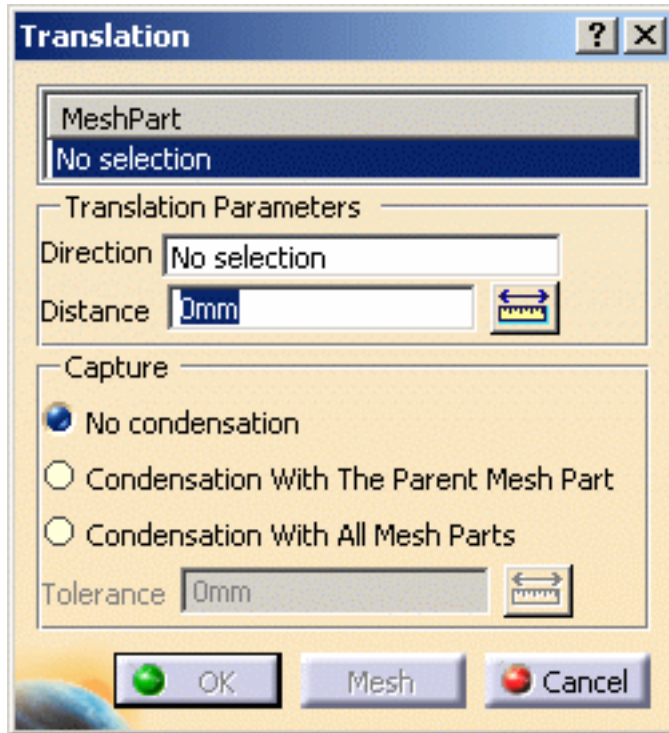 Translation
MeshPart
No selection
Translation Parameters
Direction No selection
Distance 0mm
Capture
No condensation
Condensation With The Parent Mesh Part
Condensation With All Mesh Parts
Tolerance 0mm
OK Mesh Cancel